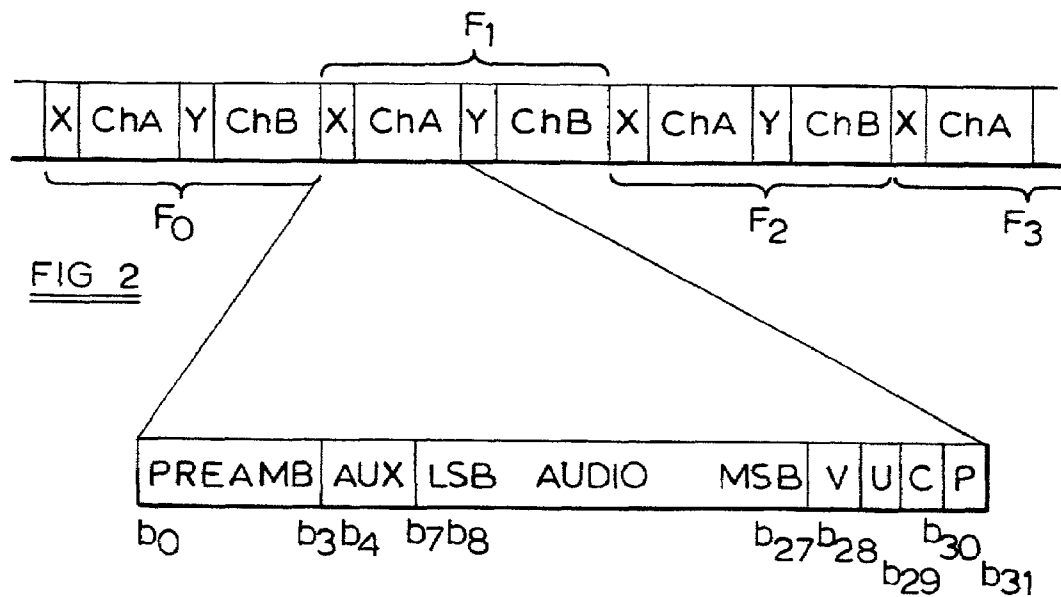 F1
X ChA Y ChB X ChA Y ChB X ChA Y ChB X ChA
F0 F2 F3
FIG 2
PREAMB AUX LSB AUDIO MSB V U C P
b0 b3 b4 b7 b8 b27 b28 b29 b30 b31